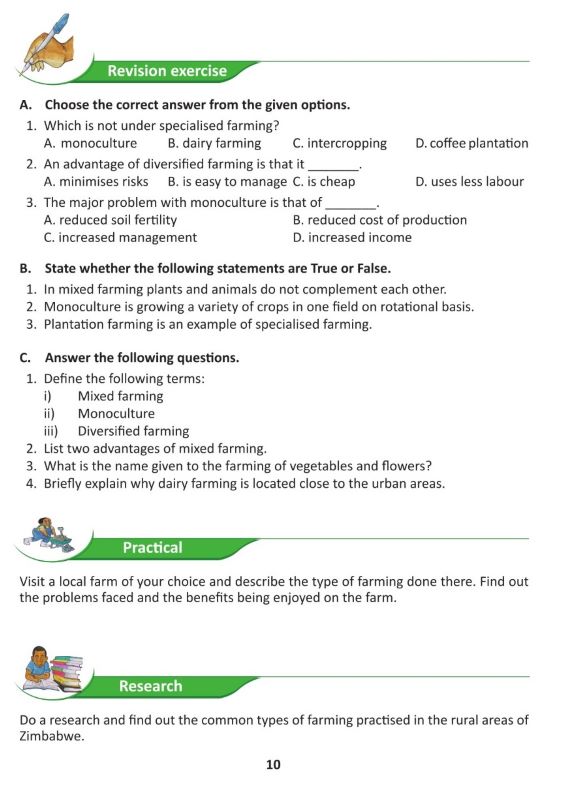 Revision exercise
A. Choose the correct answer from the given options.
1. Which is not under specialised farming?
A. monoculture B. dairy farming C. intercropping D. coffee plantation
2. An advantage of diversified farming is that it _______.
A. minimises risks B. is easy to manage C. is cheap D. uses less labour
3. The major problem with monoculture is that of _______.
A. reduced soil fertility B. reduced cost of production
C. increased management D. increased income
B. State whether the following statements are True or False.
1. In mixed farming plants and animals do not complement each other.
2. Monoculture is growing a variety of crops in one field on rotational basis.
3. Plantation farming is an example of specialised farming.
C. Answer the following questions.
1. Define the following terms:
i) Mixed farming
ii) Monoculture
iii) Diversified farming
2. List two advantages of mixed farming.
3. What is the name given to the farming of vegetables and flowers?
4. Briefly explain why dairy farming is located close to the urban areas.
Practical
Visit a local farm of your choice and describe the type of farming done there. Find out
the problems faced and the benefits being enjoyed on the farm.
Research
Do a research and find out the common types of farming practised in the rural areas of
Zimbabwe.
10